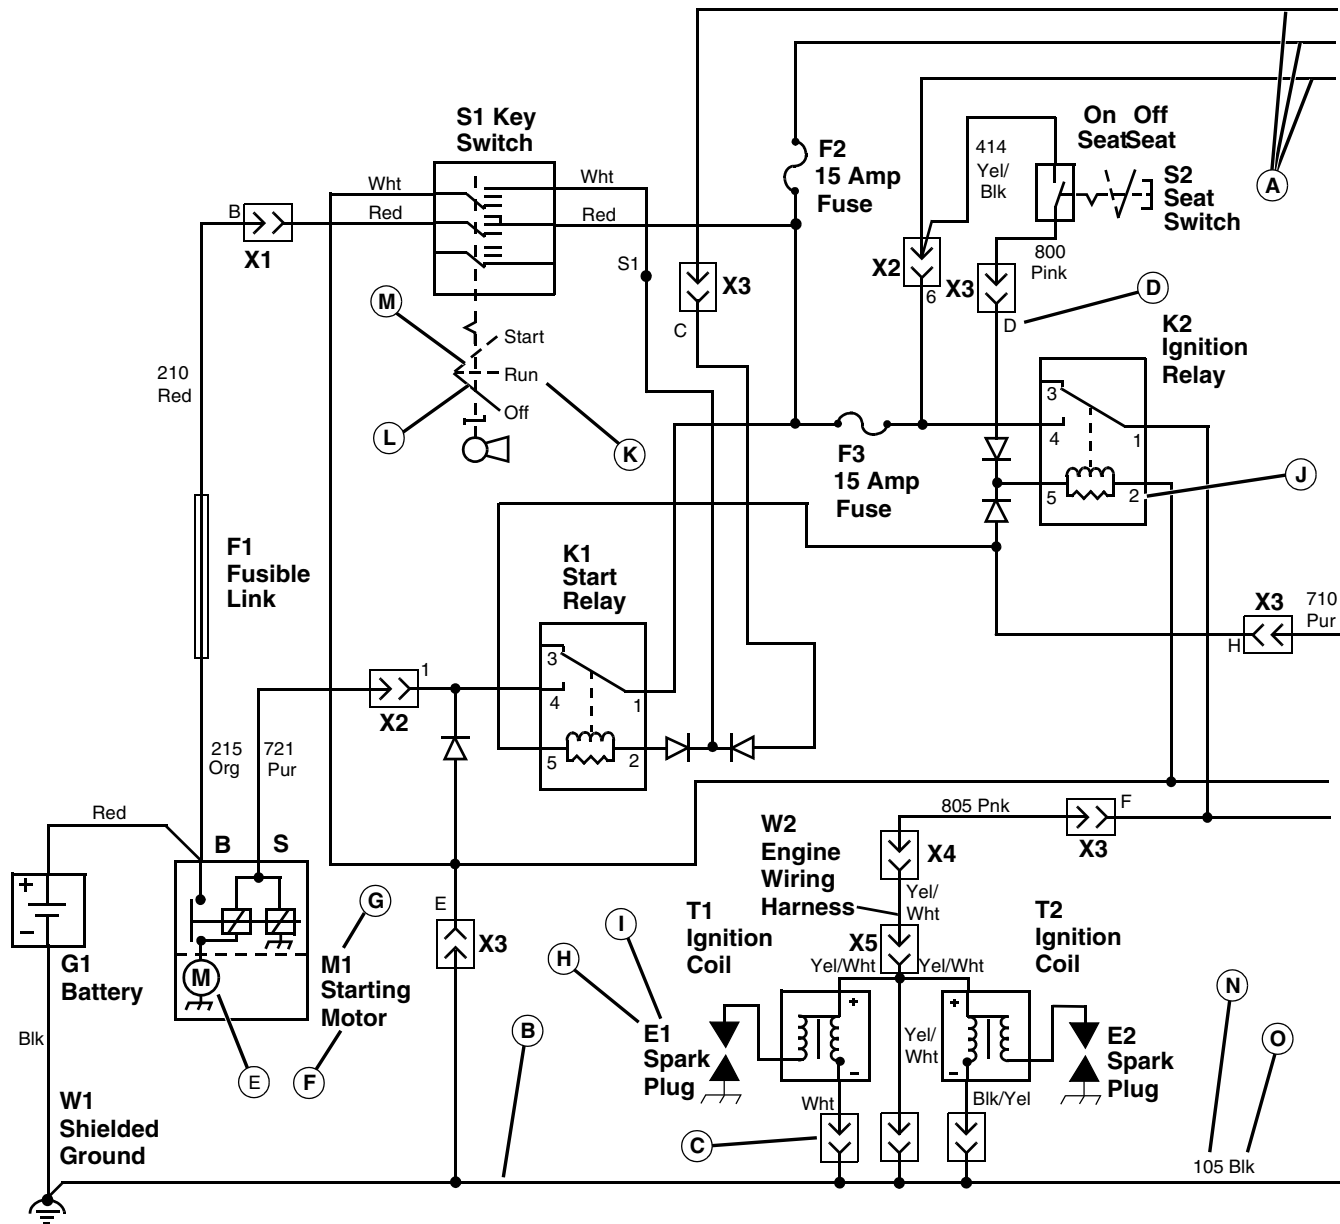 S1 Key
Switch
Wht
Wht
Red
Red
B
X1
S1
X3
C
F2
15 Amp
Fuse
414
Yel/
Blk
On Off
Seat Seat
S2
Seat
Switch
A
X2
6
X3
800
Pink
D
D
K2
Ignition
Relay
M
Start
Run
Off
L
K
210
Red
F3
15 Amp
Fuse
3
4
1
5
2
J
F1
Fusible
Link
K1
Start
Relay
X3
710
Pur
H
1
X2
3
4
1
5
2
215
Org
721
Pur
Red
B
S
805 Pnk
F
X3
W2
Engine
Wiring
Harness
X4
Yel/
Wht
+
-
G1
Battery
M
M1
Starting
Motor
G
E
X3
I
H
T1
Ignition
Coil
X5
T2
Ignition
Coil
Yel/Wht
Yel/Wht
N
O
Blk
E
F
B
E1
Spark
Plug
+
-
Yel/
Wht
+
-
E2
Spark
Plug
Wht
Blk/Yel
C
W1
Shielded
Ground
105 Blk